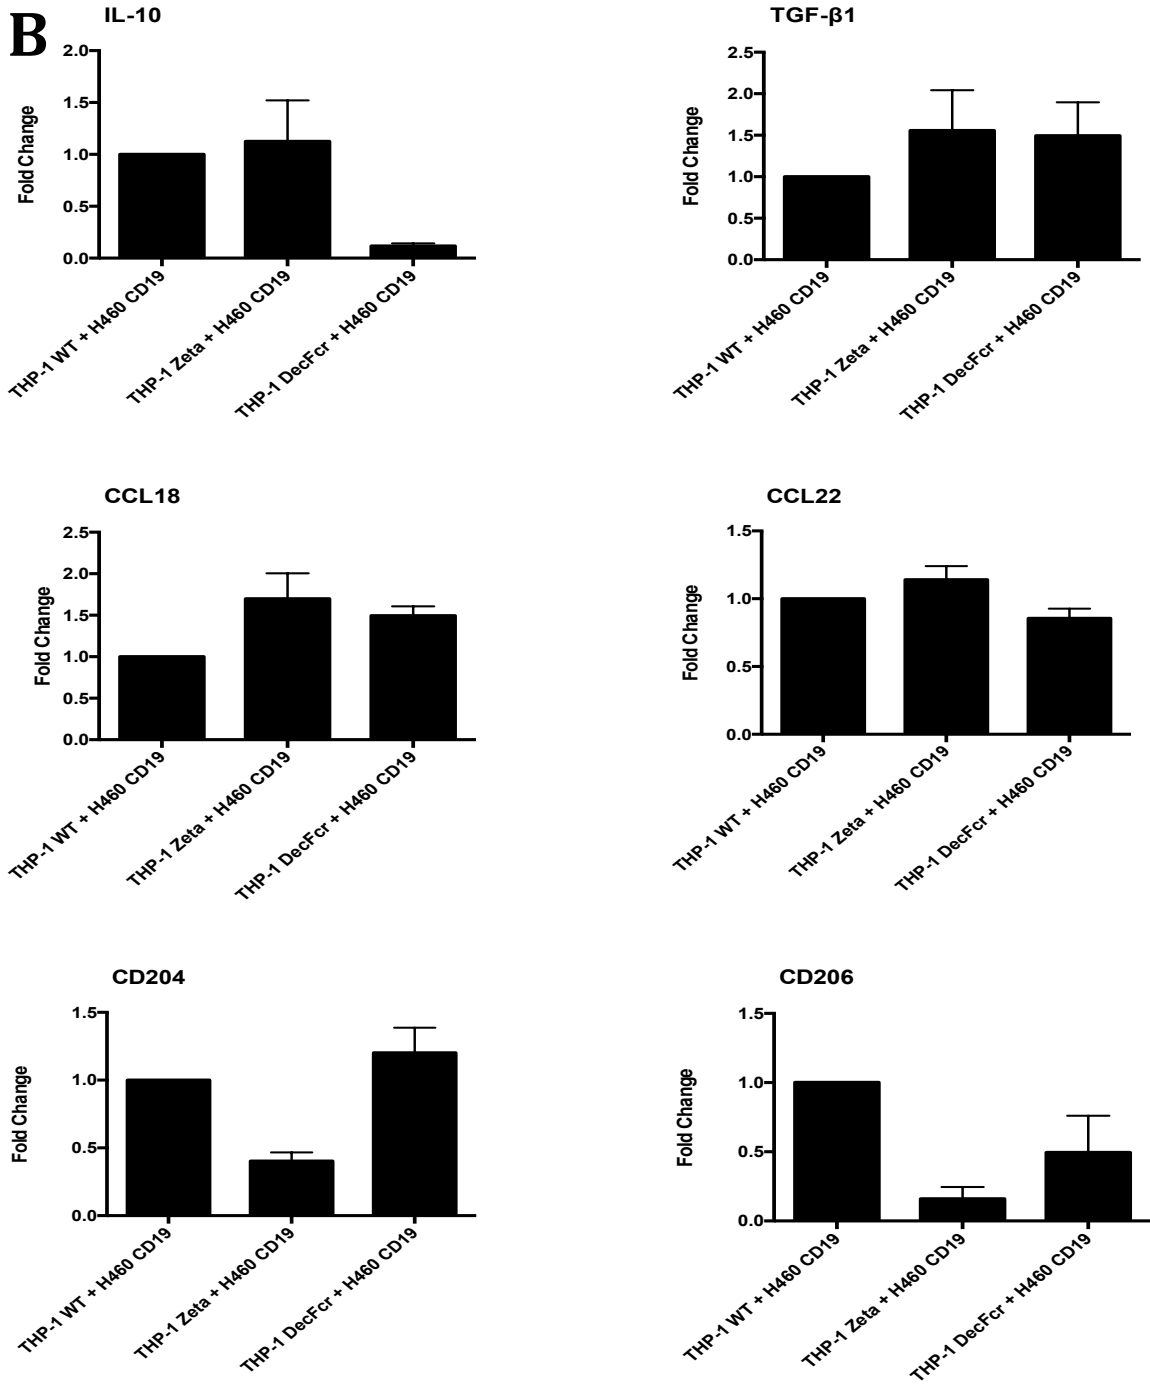 B
IL-10
2.0
1.5
1.0
0.5
0.0
Fold Change
THP-1 WT + H460 CD19
THP-1 Zeta + H460 CD19
THP-1 DecFcr + H460 CD19
TGF-β1
2.5
2.0
1.5
1.0
0.5
0.0
Fold Change
THP-1 WT + H460 CD19
THP-1 Zeta + H460 CD19
THP-1 DecFcr + H460 CD19
CCL18
2.5
2.0
1.5
1.0
0.5
0.0
Fold Change
THP-1 WT + H460 CD19
THP-1 Zeta + H460 CD19
THP-1 DecFcr + H460 CD19
CCL22
1.5
1.0
0.5
0.0
Fold Change
THP-1 WT + H460 CD19
THP-1 Zeta + H460 CD19
THP-1 DecFcr + H460 CD19
CD204
1.5
1.0
0.5
0.0
Fold Change
THP-1 WT + H460 CD19
THP-1 Zeta + H460 CD19
THP-1 DecFcr + H460 CD19
CD206
1.5
1.0
0.5
0.0
Fold Change
THP-1 WT + H460 CD19
THP-1 Zeta + H460 CD19
THP-1 DecFcr + H460 CD19